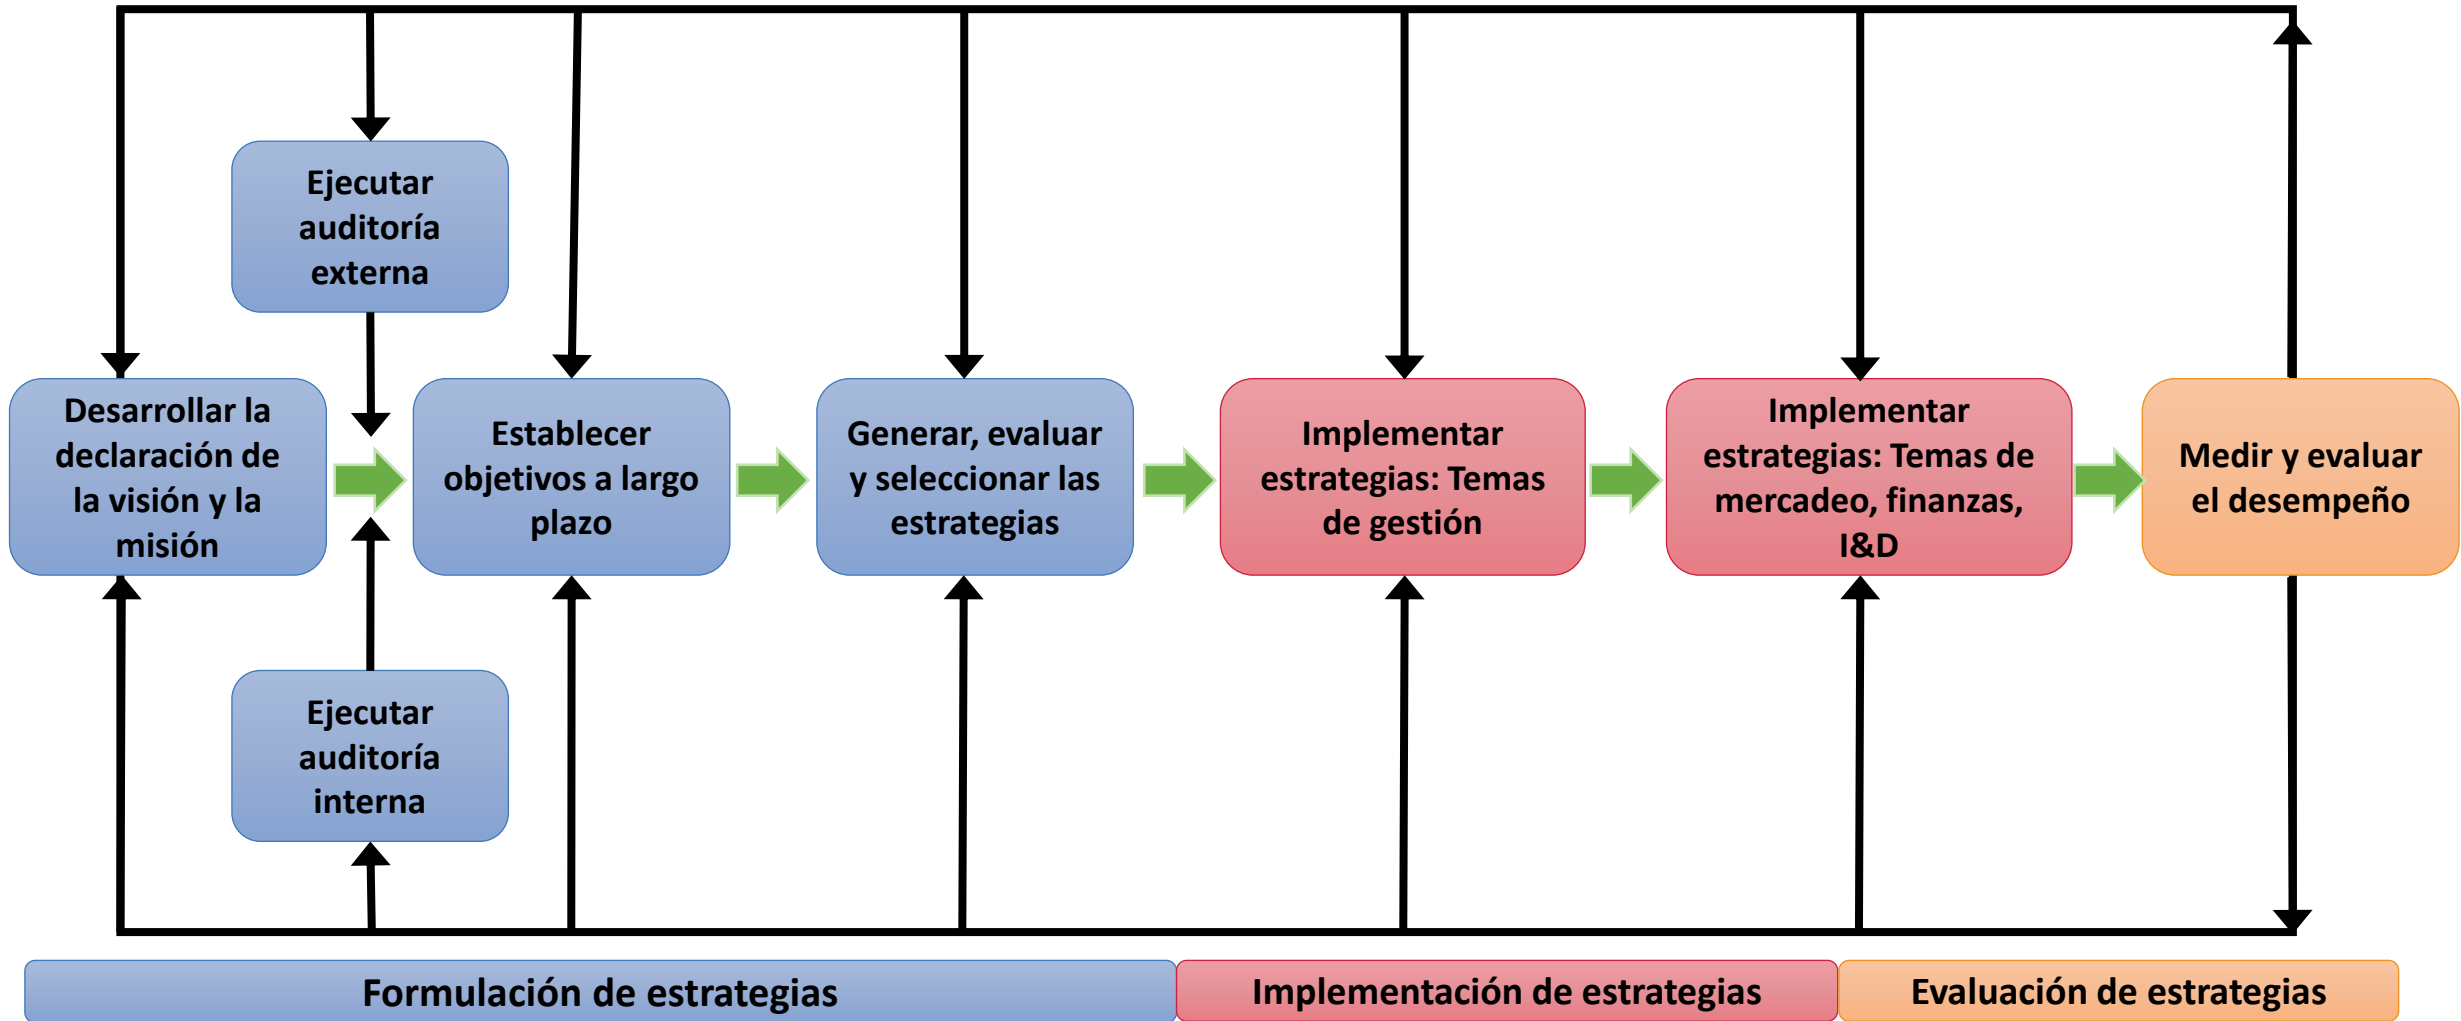 Ejecutar
auditoría
externa
Desarrollar la
declaración de
la visión y la
misión
Establecer
objetivos a largo
plazo
Generar, evaluar
y seleccionar las
estrategias
Implementar
estrategias: Temas
de gestión
Implementar
estrategias: Temas de
mercadeo, finanzas,
I&D
Medir y evaluar
el desempeño
Ejecutar
auditoría
interna
Formulación de estrategias
Implementación de estrategias
Evaluación de estrategias